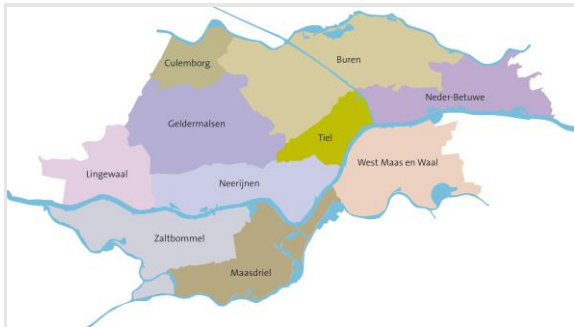 Buren
Culemborg
Neder-Betuwe
Geldermalsen
Tiel
West Maas en Waal
Lingewaal
Neerijnen
Zaltbommel
Maasdriel